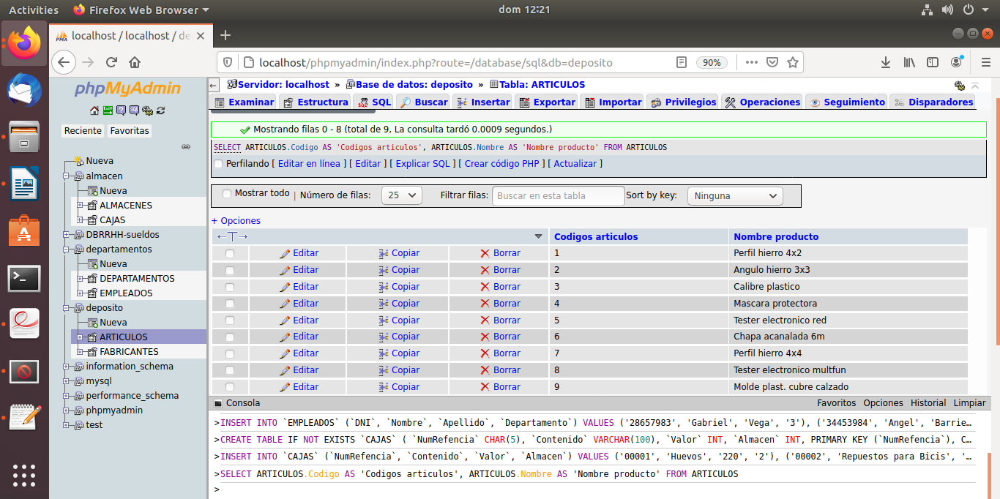 Activities Firefox Web Browser dom 12:21
PMA localhost / localhost / de
localhost/phpmyadmin/index.php?route=/database/sql&db=deposito 90%
phpMyAdmin
Reciente Favoritas
Nueva
almacen
Nueva
ALMACENES
CAJAS
DBRRHH-sueldos
departamentos
Nueva
DEPARTAMENTOS
EMPLEADOS
deposito
Nueva
ARTICULOS
FABRICANTES
information_schema
mysql
performance_schema
phpmyadmin
test
Servidor: localhost » Base de datos: deposito » Tabla: ARTICULOS
Examinar Estructura SQL Buscar Insertar Exportar Importar Privilegios Operaciones Seguimiento Disparadores
Mostrando filas 0 - 8 (total de 9, La consulta tardó 0.0009 segundos.)
SELECT ARTICULOS.Codigo AS 'Codigos articulos', ARTICULOS.Nombre AS 'Nombre producto' FROM ARTICULOS
Perfilando [ Editar en línea ] [ Editar ] [ Explicar SQL ] [ Crear código PHP ] [ Actualizar ]
Mostrar todo | Número de filas: 25 Filtrar filas: Buscar en esta tabla Sort by key: Ninguna
+ Opciones
←T→ Codigos articulos Nombre producto
Editar Copiar Borrar 1 Perfil hierro 4x2
Editar Copiar Borrar 2 Angulo hierro 3x3
Editar Copiar Borrar 3 Calibre plastico
Editar Copiar Borrar 4 Mascara protectora
Editar Copiar Borrar 5 Tester electronico red
Editar Copiar Borrar 6 Chapa acanalada 6m
Editar Copiar Borrar 7 Perfil hierro 4x4
Editar Copiar Borrar 8 Tester electronico multfun
Editar Copiar Borrar 9 Molde plast. cubre calzado
Consola Favoritos Opciones Historial Limpiar
>INSERT INTO `EMPLEADOS` (`DNI`, `Nombre`, `Apellido`, `Departamento`) VALUES ('28657983', 'Gabriel', 'Vega', '3'), ('34453984', 'Angel', 'Barrie…
>CREATE TABLE IF NOT EXISTS `CAJAS` ( `NumRefencia` CHAR(5), `Contenido` VARCHAR(100), `Valor` INT, `Almacen` INT, PRIMARY KEY (`NumRefencia`), C…
>INSERT INTO `CAJAS` (`NumRefencia`, `Contenido`, `Valor`, `Almacen`) VALUES ('00001', 'Huevos', '220', '2'), ('00002', 'Repuestos para Bicis', '…
>SELECT ARTICULOS.Codigo AS 'Codigos articulos', ARTICULOS.Nombre AS 'Nombre producto' FROM ARTICULOS
>